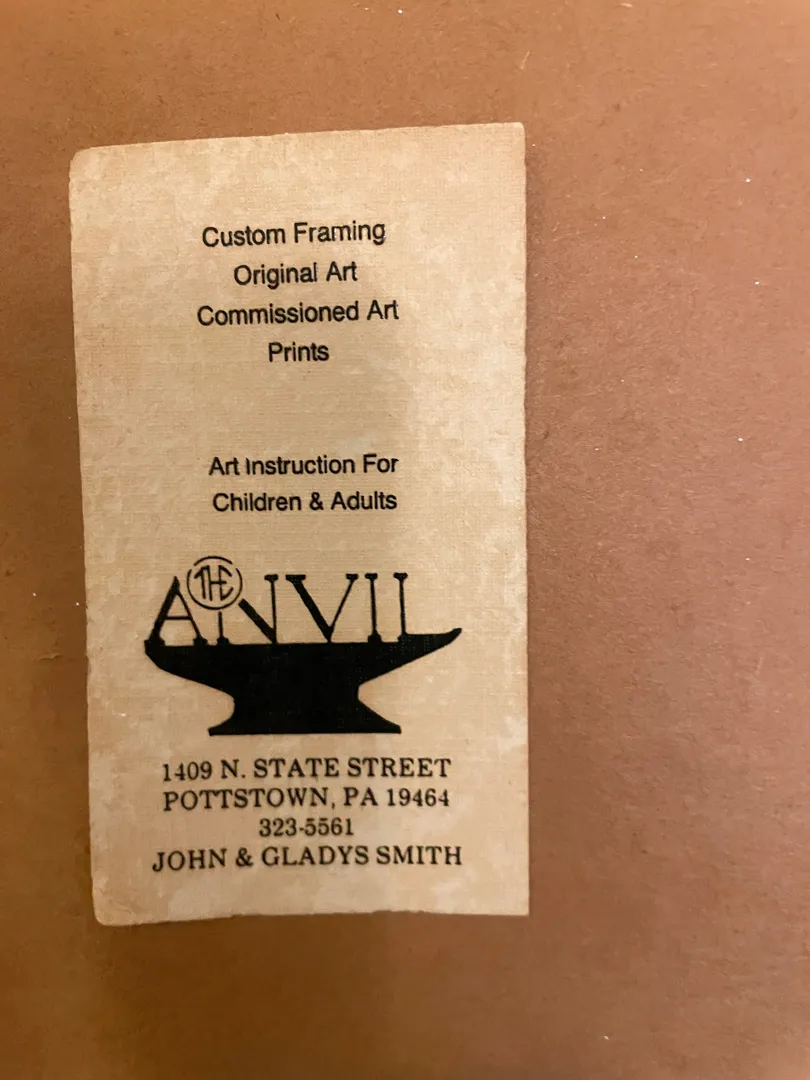 Custom Framing
Original Art
Commissioned Art
Prints
Art Instruction For
Children & Adults
THE
ANVIL
1409 N. STATE STREET
POTTSTOWN, PA 19464
323-5561
JOHN & GLADYS SMITH